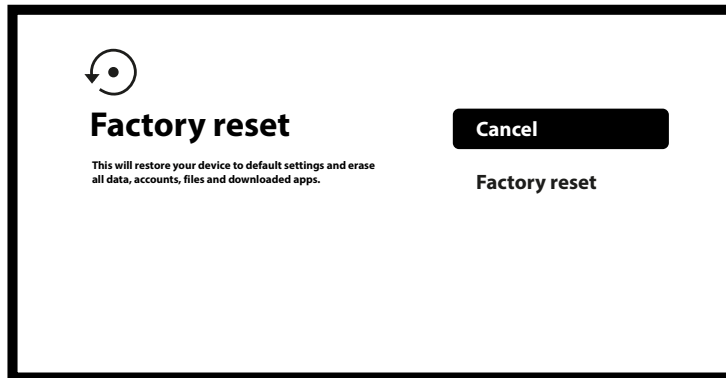 Factory reset
This will restore your device to default settings and erase
all data, accounts, files and downloaded apps.
Cancel
Factory reset